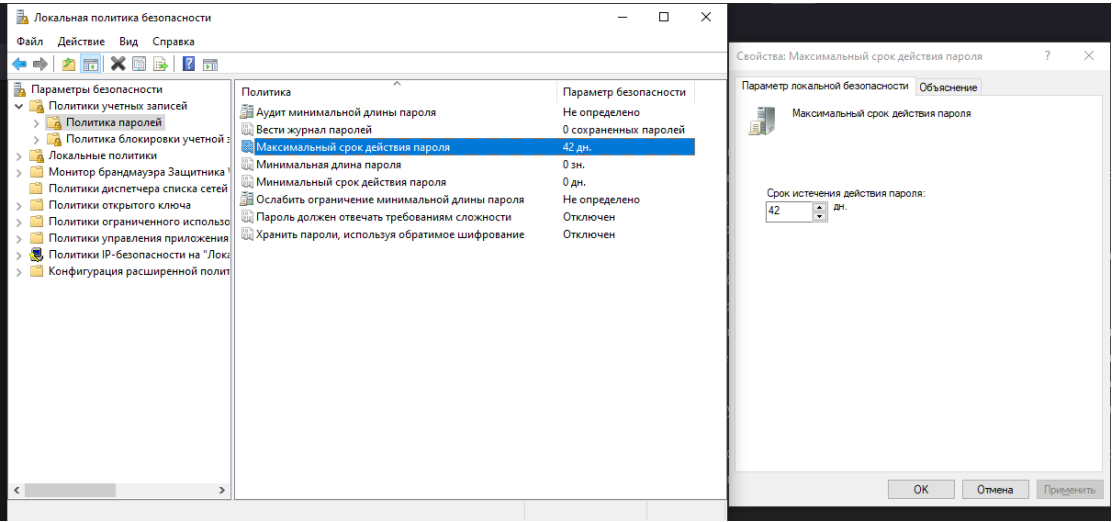 Локальная политика безопасности
Файл Действие Вид Справка
Параметры безопасности
Политики учетных записей
Политика паролей
Политика блокировки учетной з
Локальные политики
Монитор брандмауэра Защитника
Политики диспетчера списка сетей
Политики открытого ключа
Политики ограниченного использо
Политики управления приложения
Политики IP-безопасности на "Лока
Конфигурация расширенной полит
Политика Параметр безопасности
Аудит минимальной длины пароля Не определено
Вести журнал паролей 0 сохраненных паролей
Максимальный срок действия пароля 42 дн.
Минимальная длина пароля 0 зн.
Минимальный срок действия пароля 0 дн.
Ослабить ограничение минимальной длины пароля Не определено
Пароль должен отвечать требованиям сложности Отключен
Хранить пароли, используя обратимое шифрование Отключен
Свойства: Максимальный срок действия пароля ?
Параметр локальной безопасности Объяснение
Максимальный срок действия пароля
Срок истечения действия пароля:
42 дн.
ОК Отмена Применить